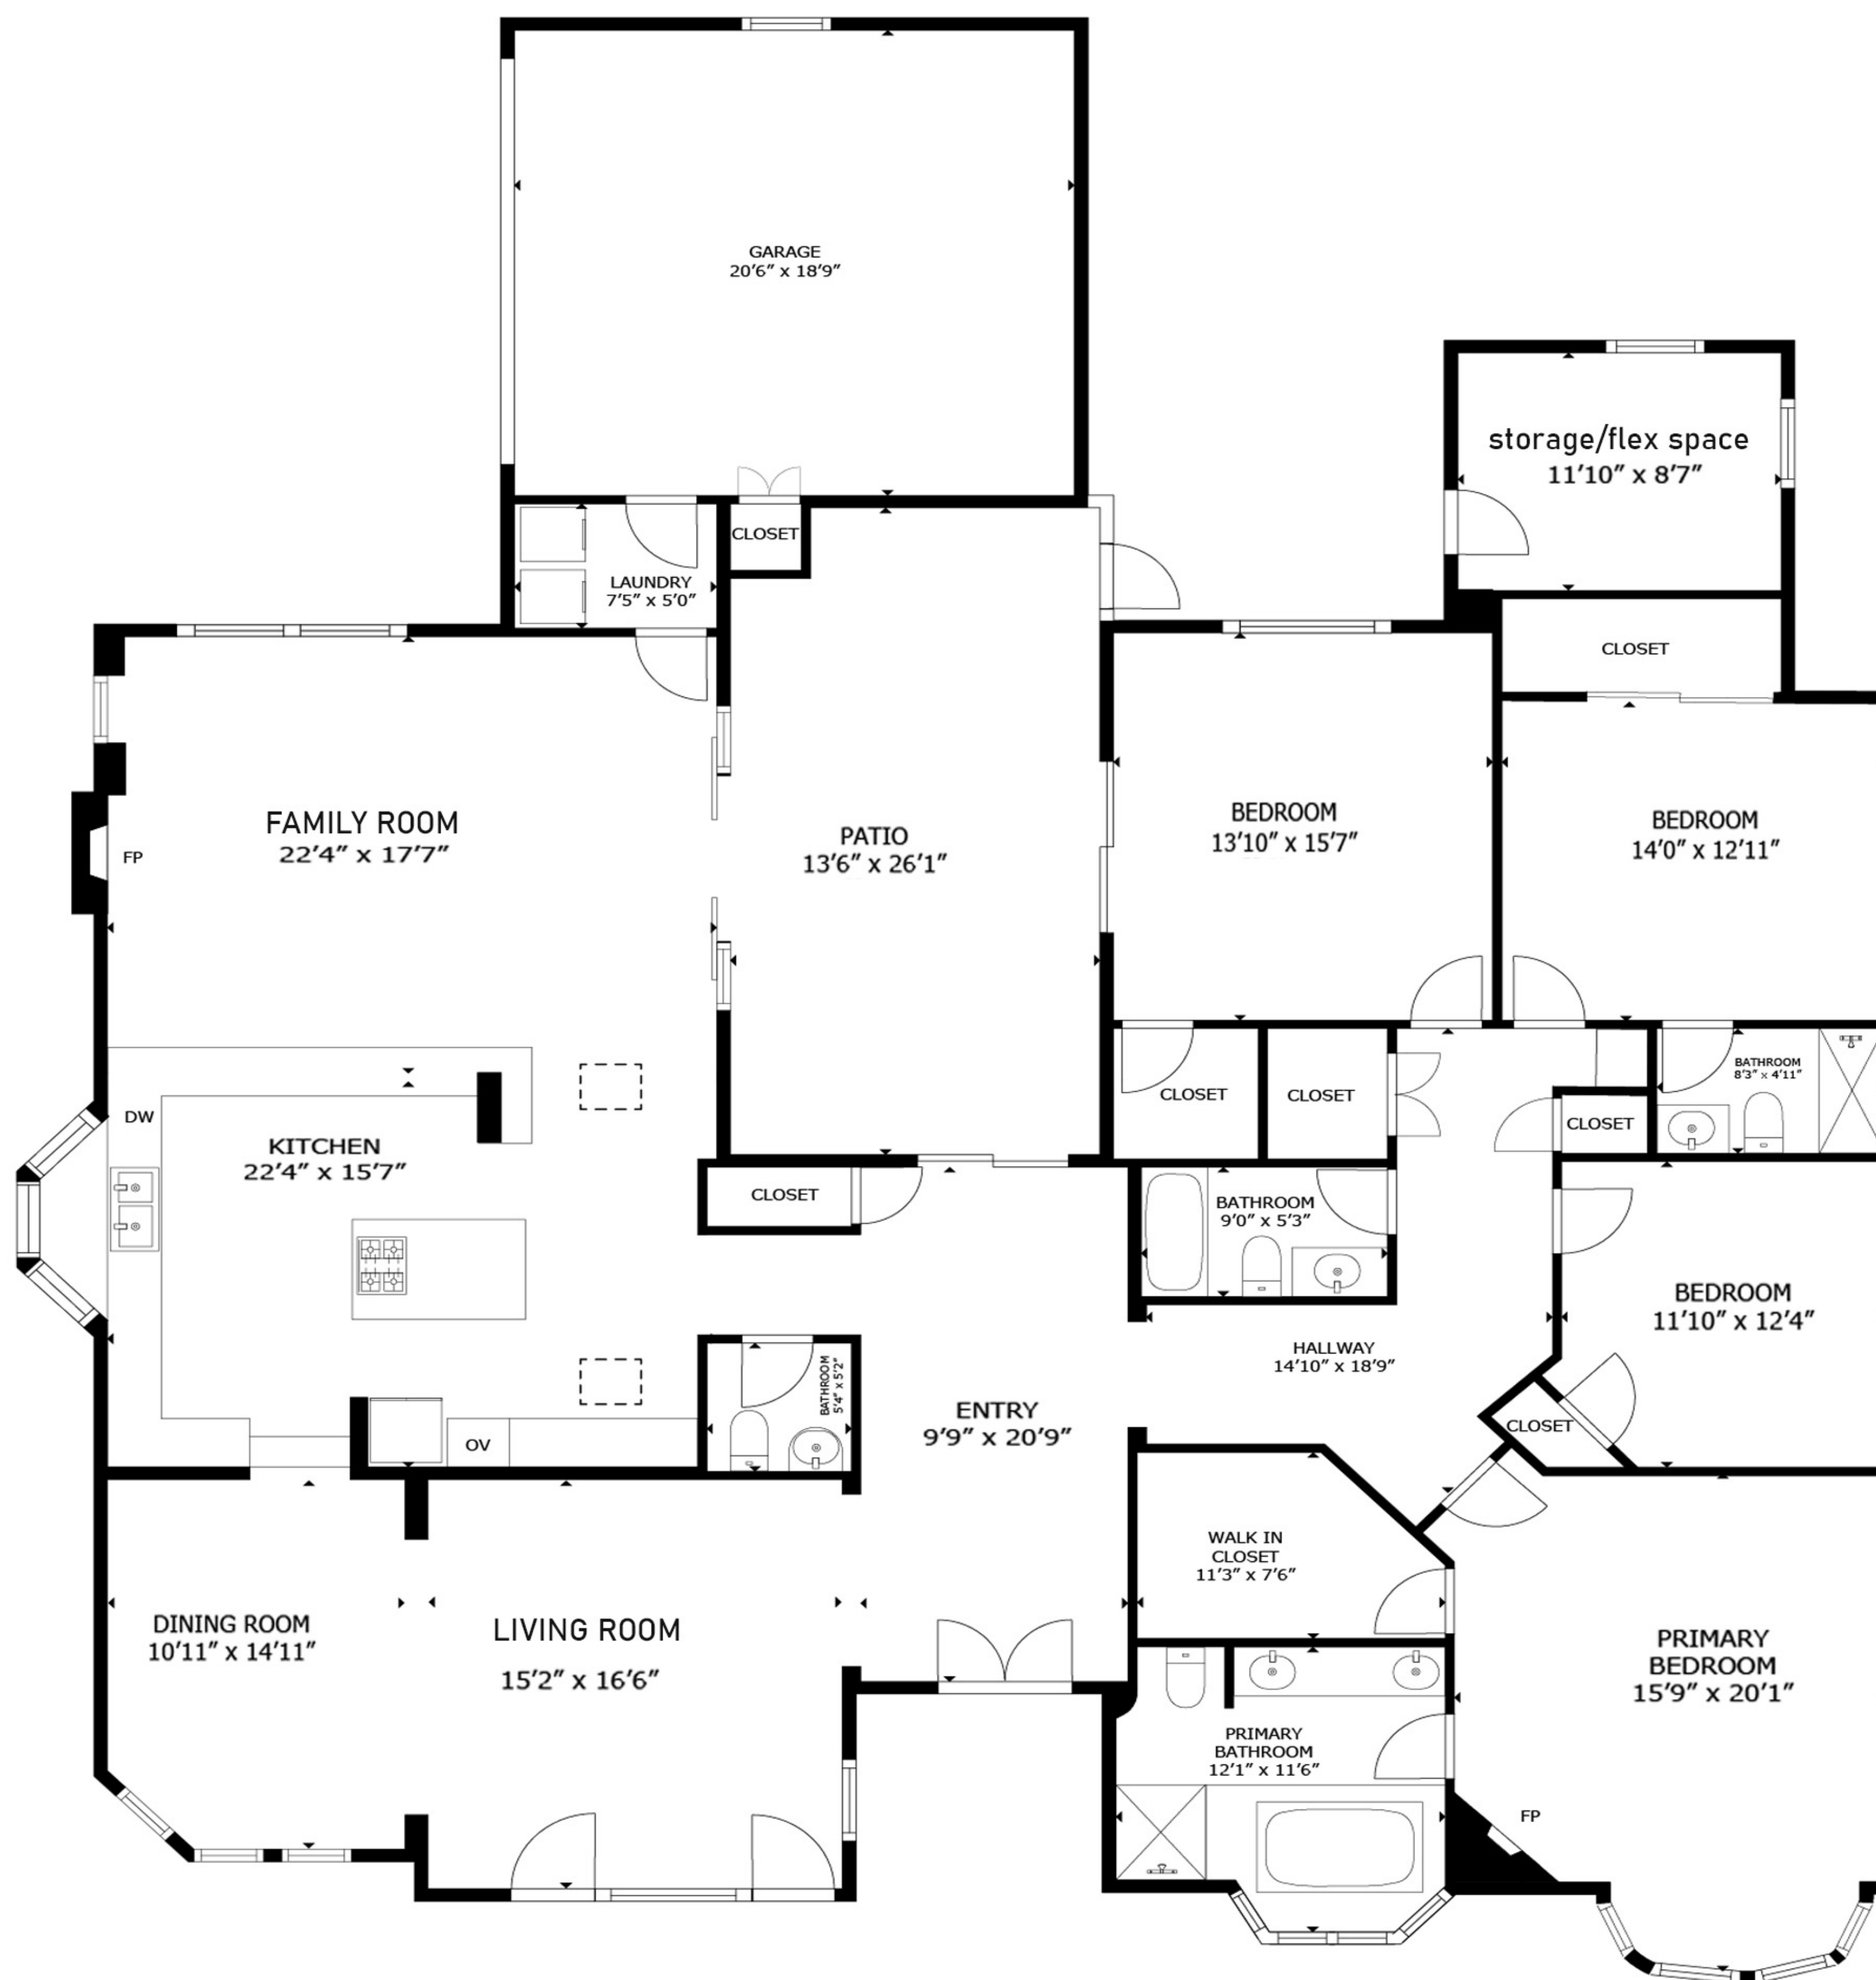 GARAGE
20'6" x 18'9"
storage/flex space
11'10" x 8'7"
CLOSET
LAUNDRY
7'5" x 5'0"
CLOSET
FAMILY ROOM
22'4" x 17'7"
FP
PATIO
13'6" x 26'1"
BEDROOM
13'10" x 15'7"
BEDROOM
14'0" x 12'11"
DW
KITCHEN
22'4" x 15'7"
CLOSET
CLOSET
CLOSET
CLOSET
BATHROOM
8'3" x 4'11"
BATHROOM
9'0" x 5'3"
BEDROOM
11'10" x 12'4"
HALLWAY
14'10" x 18'9"
BATHROOM
5'4" x 5'2"
ENTRY
9'9" x 20'9"
CLOSET
OV
WALK IN
CLOSET
11'3" x 7'6"
DINING ROOM
10'11" x 14'11"
LIVING ROOM
15'2" x 16'6"
PRIMARY
BEDROOM
15'9" x 20'1"
PRIMARY
BATHROOM
12'1" x 11'6"
FP